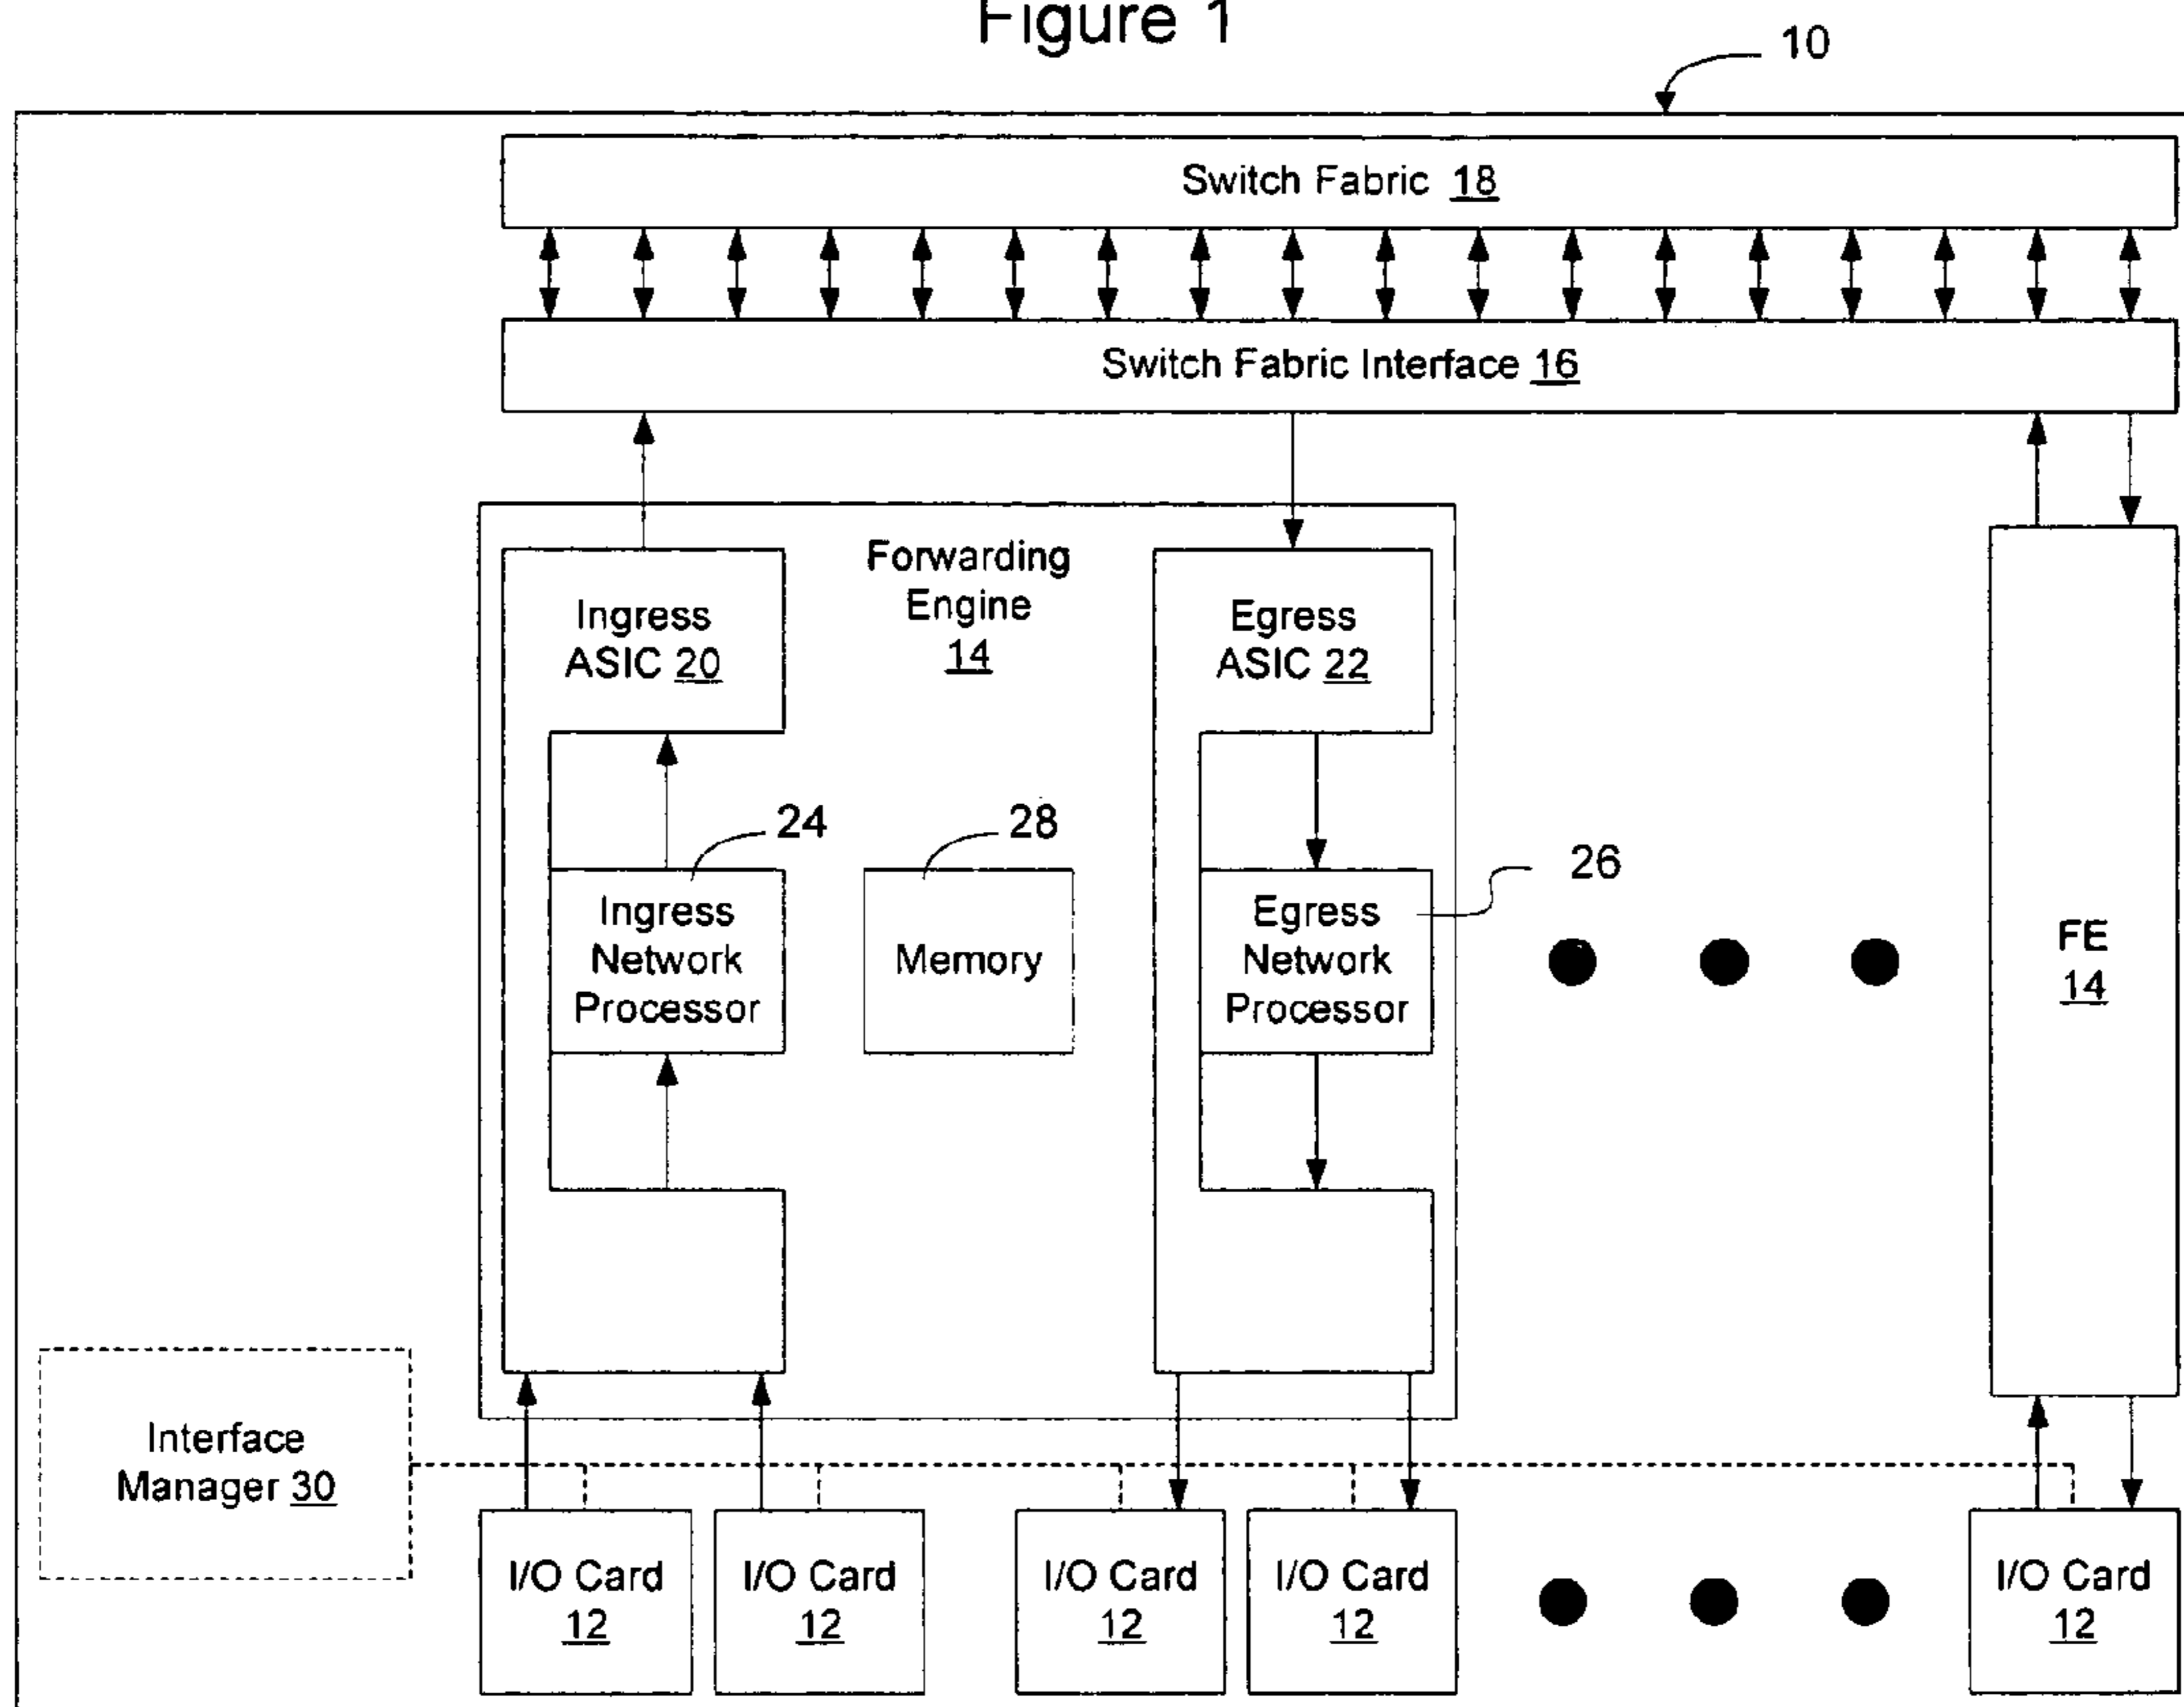 Figure 1
10
Switch Fabric 18
Switch Fabric Interface 16
Forwarding
Engine
14
Ingress
ASIC 20
Egress
ASIC 22
24
28
26
Ingress
Network
Processor
Memory
Egress
Network
Processor
FE
14
Interface
Manager 30
I/O Card
12
I/O Card
12
I/O Card
12
I/O Card
12
I/O Card
12